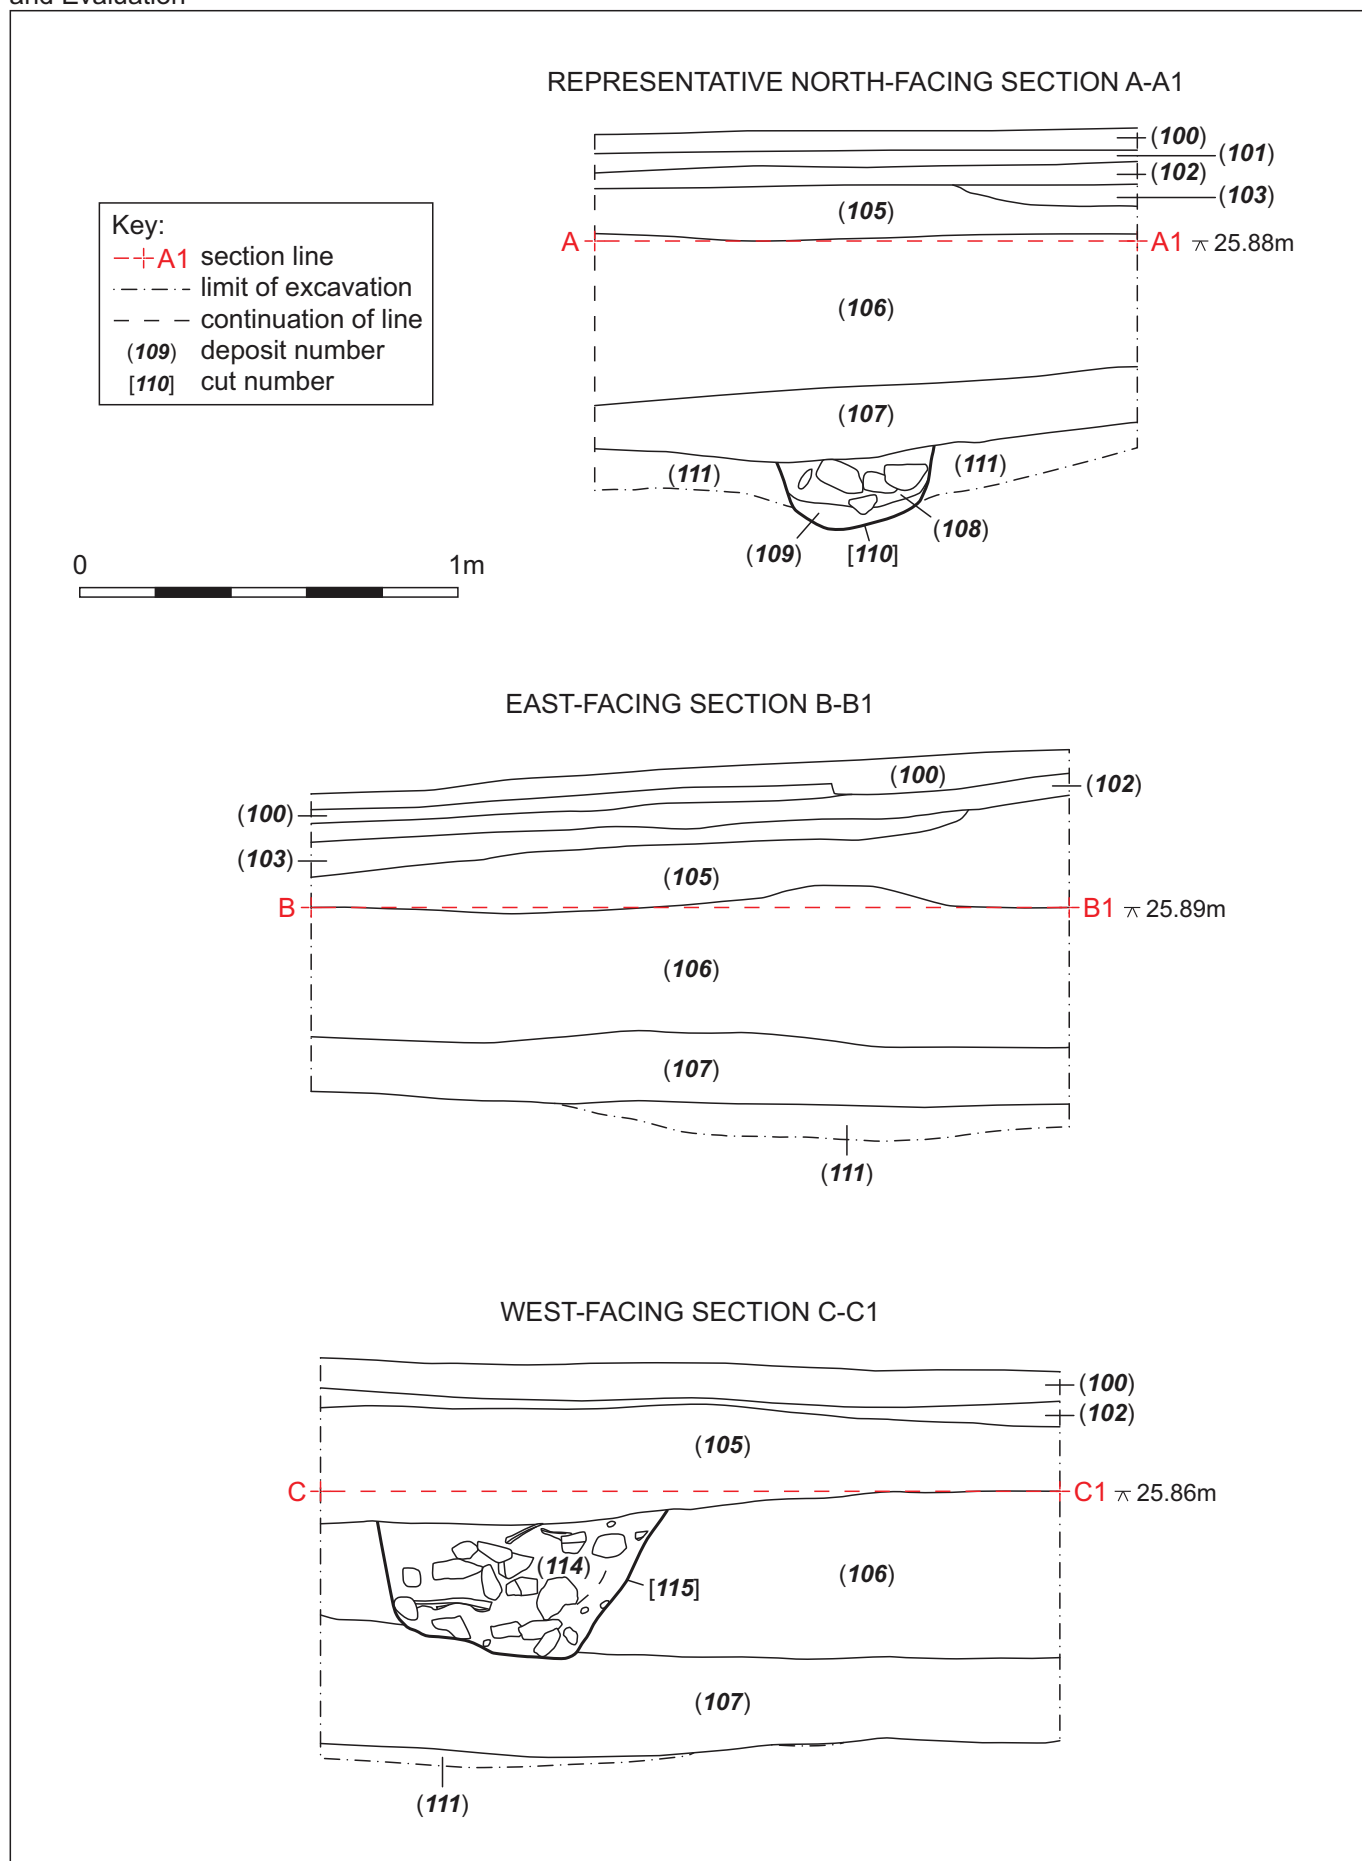 and Evaluation
REPRESENTATIVE NORTH-FACING SECTION A-A1
(100)
(101)
(102)
(103)
(105)
A A1 25.88m
(106)
(107)
(111) (111)
(108)
(109) [110]
Key:
A1 section line
limit of excavation
continuation of line
(109) deposit number
[110] cut number
0 1m
EAST-FACING SECTION B-B1
(100)
(102)
(100)
(103)
(105)
B B1 25.89m
(106)
(107)
(111)
WEST-FACING SECTION C-C1
(100)
(102)
(105)
C C1 25.86m
(114)
[115]
(106)
(107)
(111)